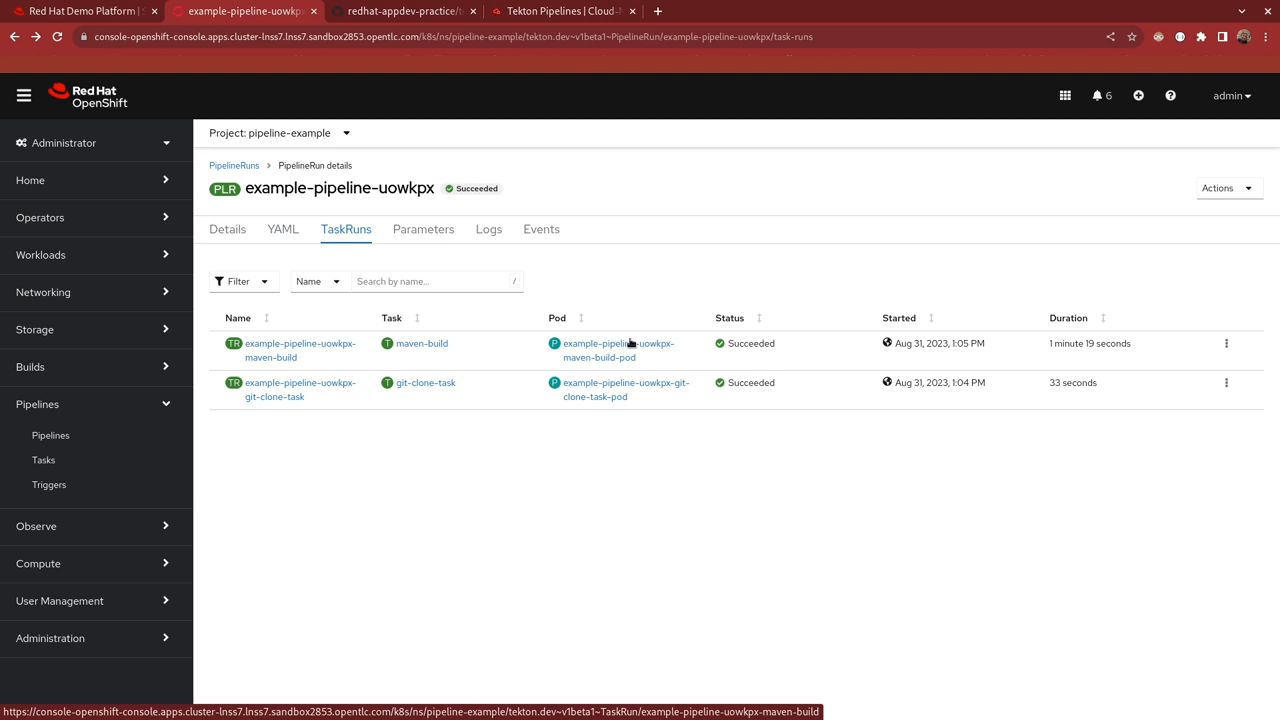 Red Hat Demo Platform |
example-pipeline-uowkp
redhat-appdev-practice/
Tekton Pipelines | Cloud-
console-openshift-console.apps.cluster-lnss7.lnss7.sandbox2853.opentlc.com/k8s/ns/pipeline-example/tekton.dev~v1beta1~PipelineRun/example-pipeline-uowkpx/task-runs
Red Hat
OpenShift
6
admin
Administrator
Home
Operators
Workloads
Networking
Storage
Builds
Pipelines
Pipelines
Tasks
Triggers
Observe
Compute
User Management
Administration
Project: pipeline-example
PipelineRuns > PipelineRun details
PLR example-pipeline-uowkpx Succeeded
Actions
Details YAML TaskRuns Parameters Logs Events
Filter Name Search by name... /
Name Task Pod Status Started Duration
TR example-pipeline-uowkpx-
maven-build
T maven-build
P example-pipeline-uowkpx-
maven-build-pod
Succeeded
Aug 31, 2023, 1:05 PM
1 minute 19 seconds
TR example-pipeline-uowkpx-
git-clone-task
T git-clone-task
P example-pipeline-uowkpx-git-
clone-task-pod
Succeeded
Aug 31, 2023, 1:04 PM
33 seconds
https://console-openshift-console.apps.cluster-lnss7.lnss7.sandbox2853.opentlc.com/k8s/ns/pipeline-example/tekton.dev~v1beta1~TaskRun/example-pipeline-uowkpx-maven-build